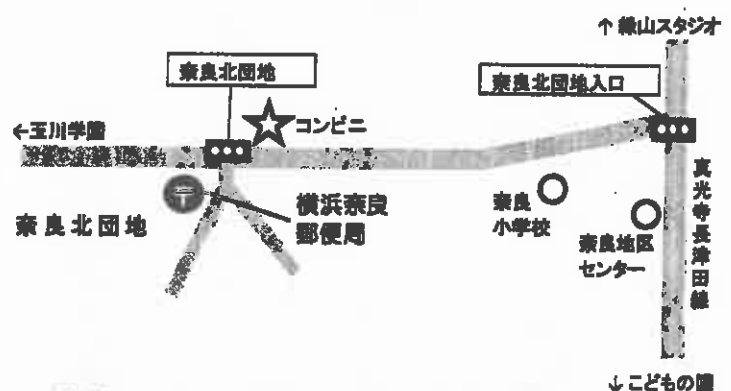 ↑ 緑山スタジオ
奈良北団地
奈良北団地入口
コンビニ
←玉川学園
奈良北団地
横浜奈良
郵便局
奈良
小学校
奈良地区
センター
真光寺長津田線
↓こどもの国